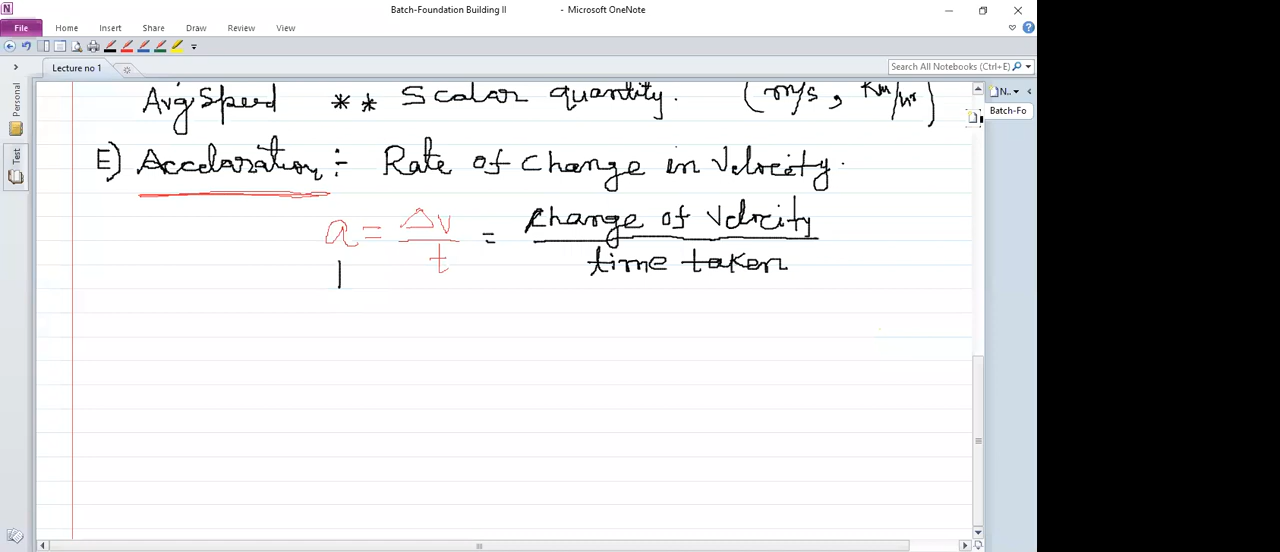 Batch-Foundation Building II - Microsoft OneNote
File Home Insert Share Draw Review View
Lecture no 1
Search All Notebooks (Ctrl+E)
Personal
Test
N..
Batch-Fo
Avg Speed ** Scalar quantity. (m/s, Km/hr)
E) Accelaration :- Rate of change in Velocity.
a = Δv / t = change of velocity / time taken